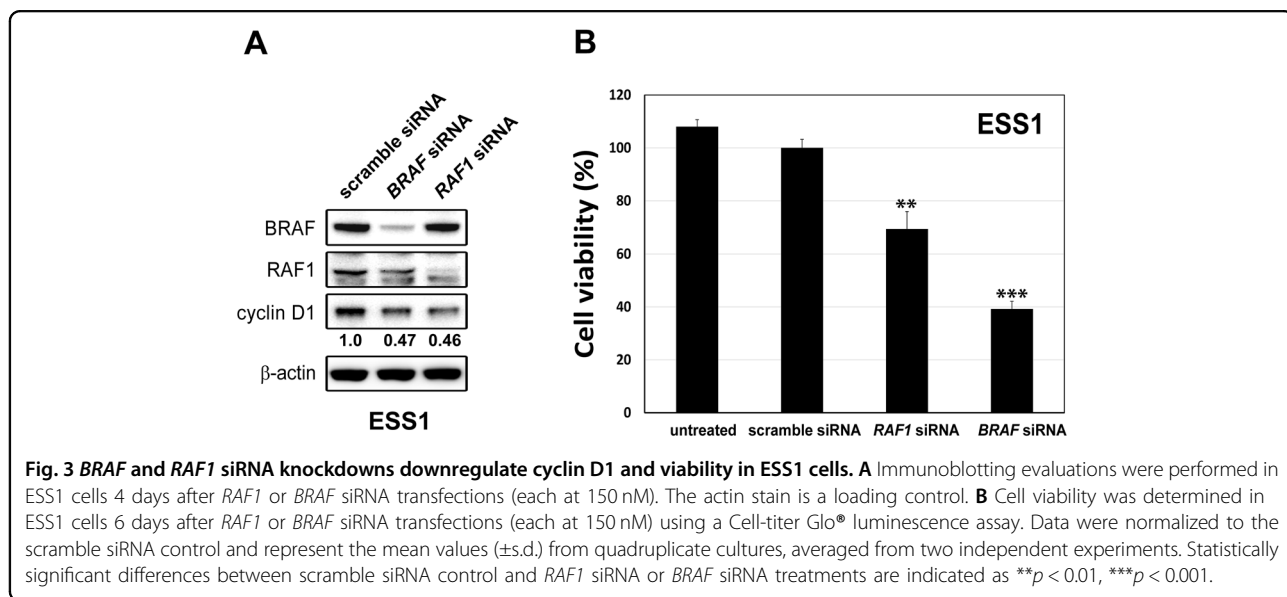 A
scramble siRNA
BRAF siRNA
RAF1 siRNA
BRAF
RAF1
cyclin D1
1.0 0.47 0.46
β-actin
ESS1
B
ESS1
Cell viability (%)
120
100
80
60
40
20
0
**
***
untreated scramble siRNA RAF1 siRNA BRAF siRNA
Fig. 3 BRAF and RAF1 siRNA knockdowns downregulate cyclin D1 and viability in ESS1 cells. A Immunoblotting evaluations were performed in
ESS1 cells 4 days after RAF1 or BRAF siRNA transfections (each at 150 nM). The actin stain is a loading control. B Cell viability was determined in
ESS1 cells 6 days after RAF1 or BRAF siRNA transfections (each at 150 nM) using a Cell-titer Glo® luminescence assay. Data were normalized to the
scramble siRNA control and represent the mean values (±s.d.) from quadruplicate cultures, averaged from two independent experiments. Statistically
significant differences between scramble siRNA control and RAF1 siRNA or BRAF siRNA treatments are indicated as **p < 0.01, ***p < 0.001.